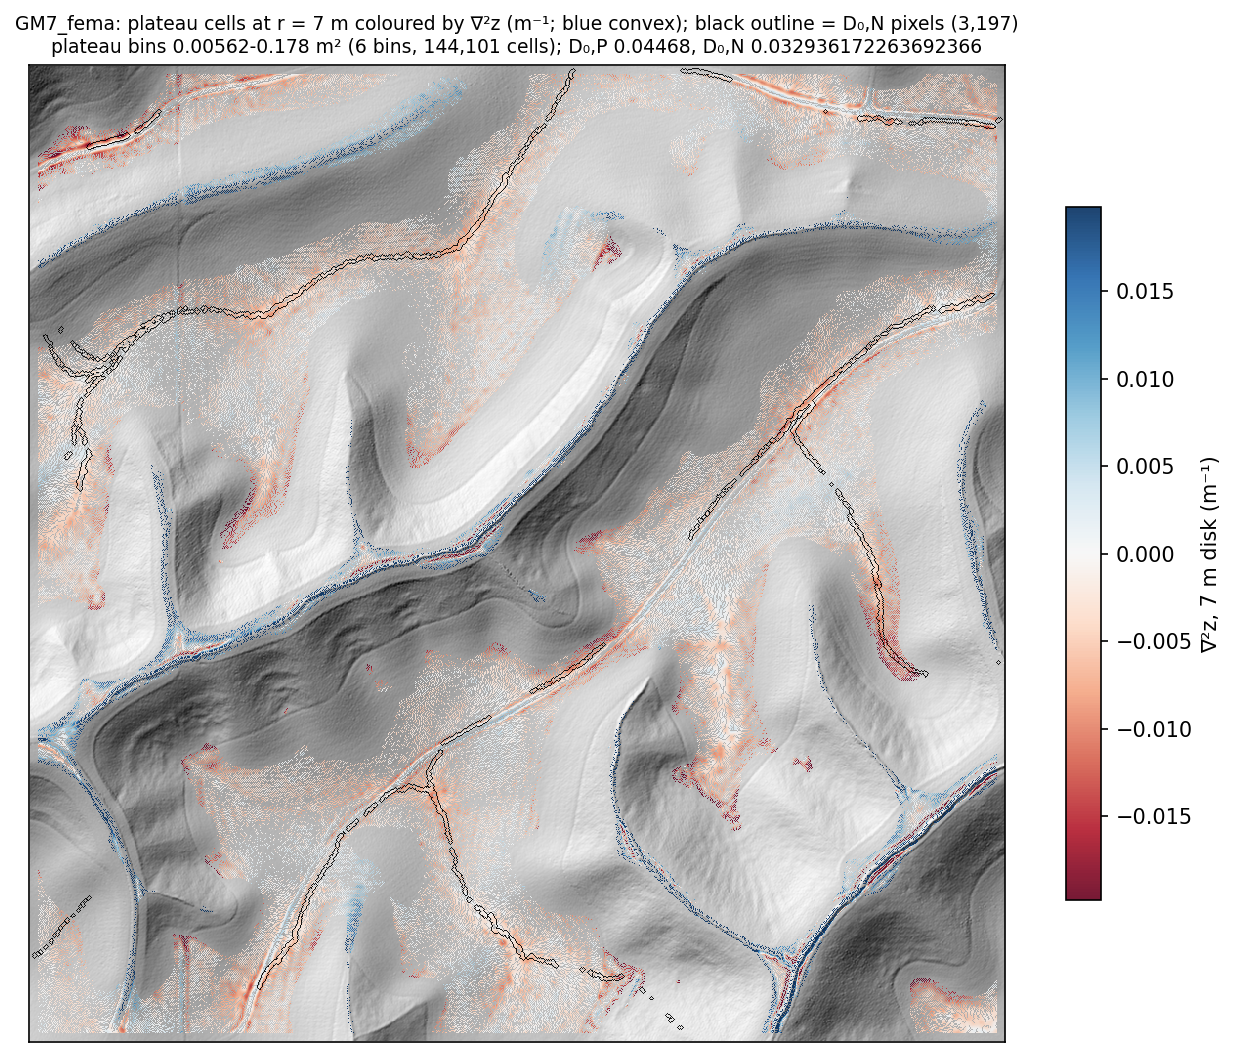 GM7_fema: plateau cells at r = 7 m coloured by ∇²z (m⁻¹; blue convex); black outline = D₀,N pixels (3,197)
plateau bins 0.00562-0.178 m² (6 bins, 144,101 cells); D₀,P 0.04468, D₀,N 0.032936172263692366
0.015
0.010
0.005
0.000
−0.005
−0.010
−0.015
∇²z, 7 m disk (m⁻¹)